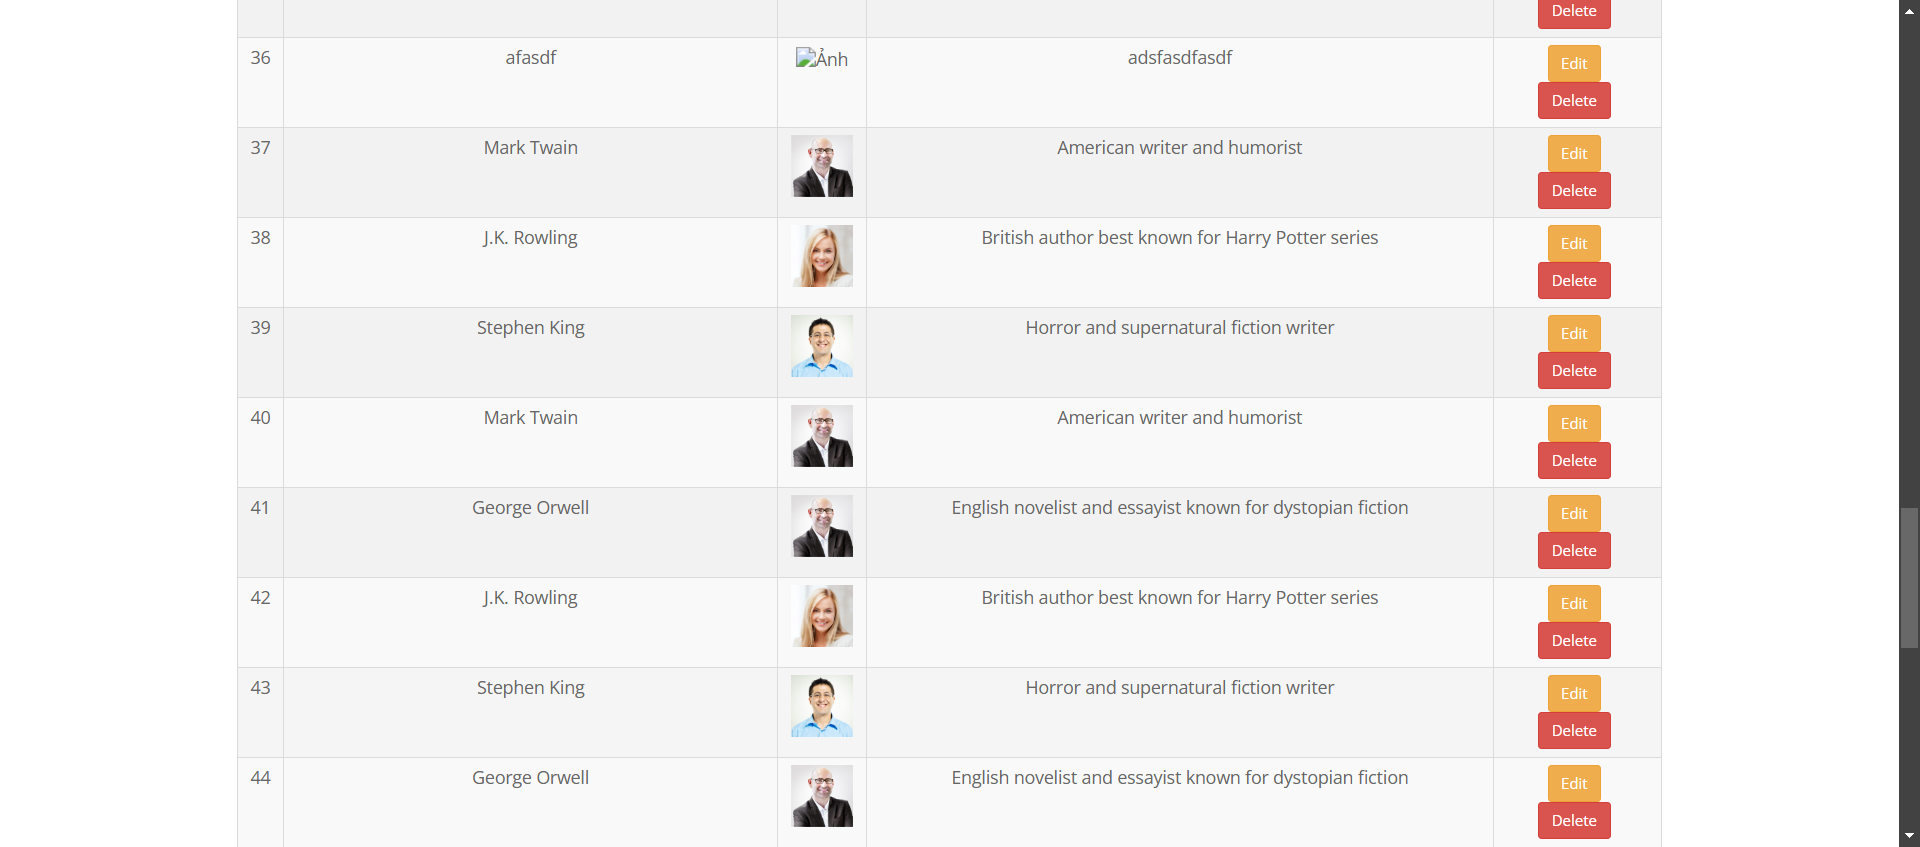 Delete
36 afasdf Ảnh adsfasdfasdf Edit
Delete
37 Mark Twain American writer and humorist Edit
Delete
38 J.K. Rowling British author best known for Harry Potter series Edit
Delete
39 Stephen King Horror and supernatural fiction writer Edit
Delete
40 Mark Twain American writer and humorist Edit
Delete
41 George Orwell English novelist and essayist known for dystopian fiction Edit
Delete
42 J.K. Rowling British author best known for Harry Potter series Edit
Delete
43 Stephen King Horror and supernatural fiction writer Edit
Delete
44 George Orwell English novelist and essayist known for dystopian fiction Edit
Delete